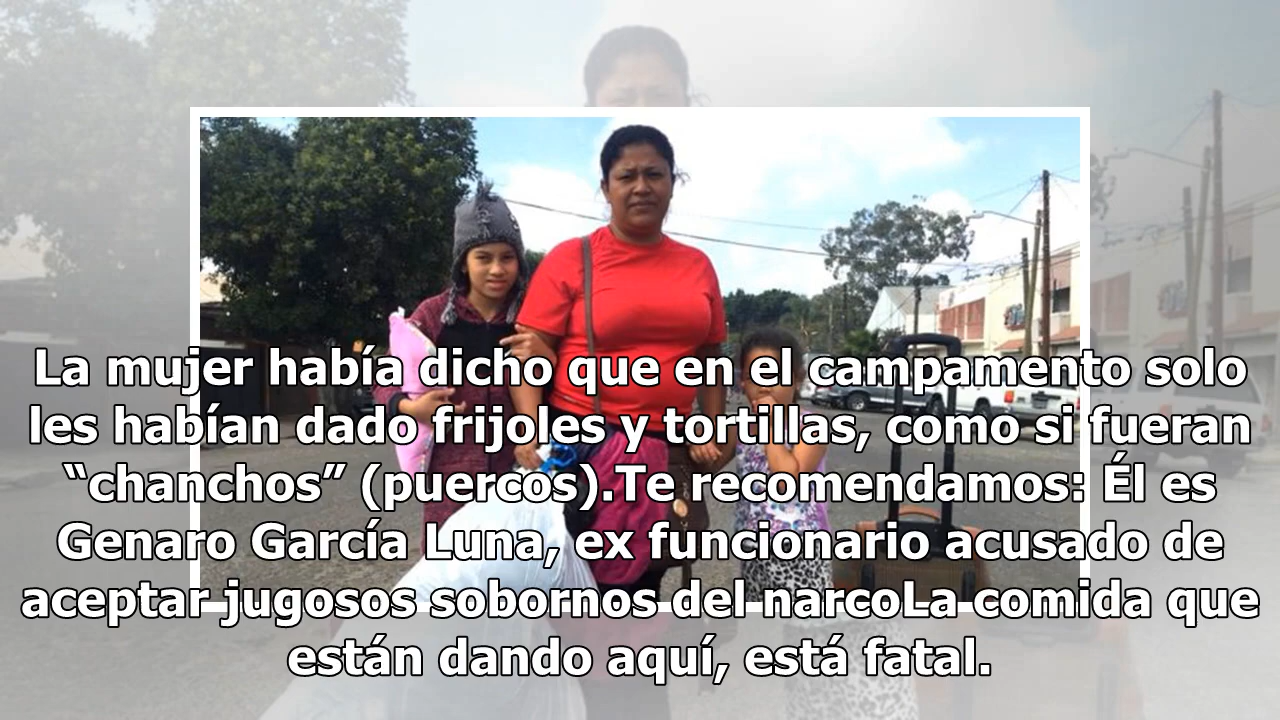 La mujer había dicho que en el campamento solo
les habían dado frijoles y tortillas, como si fueran
“chanchos” (puercos).Te recomendamos: Él es
Genaro García Luna, ex funcionario acusado de
aceptar jugosos sobornos del narcoLa comida que
están dando aquí, está fatal.